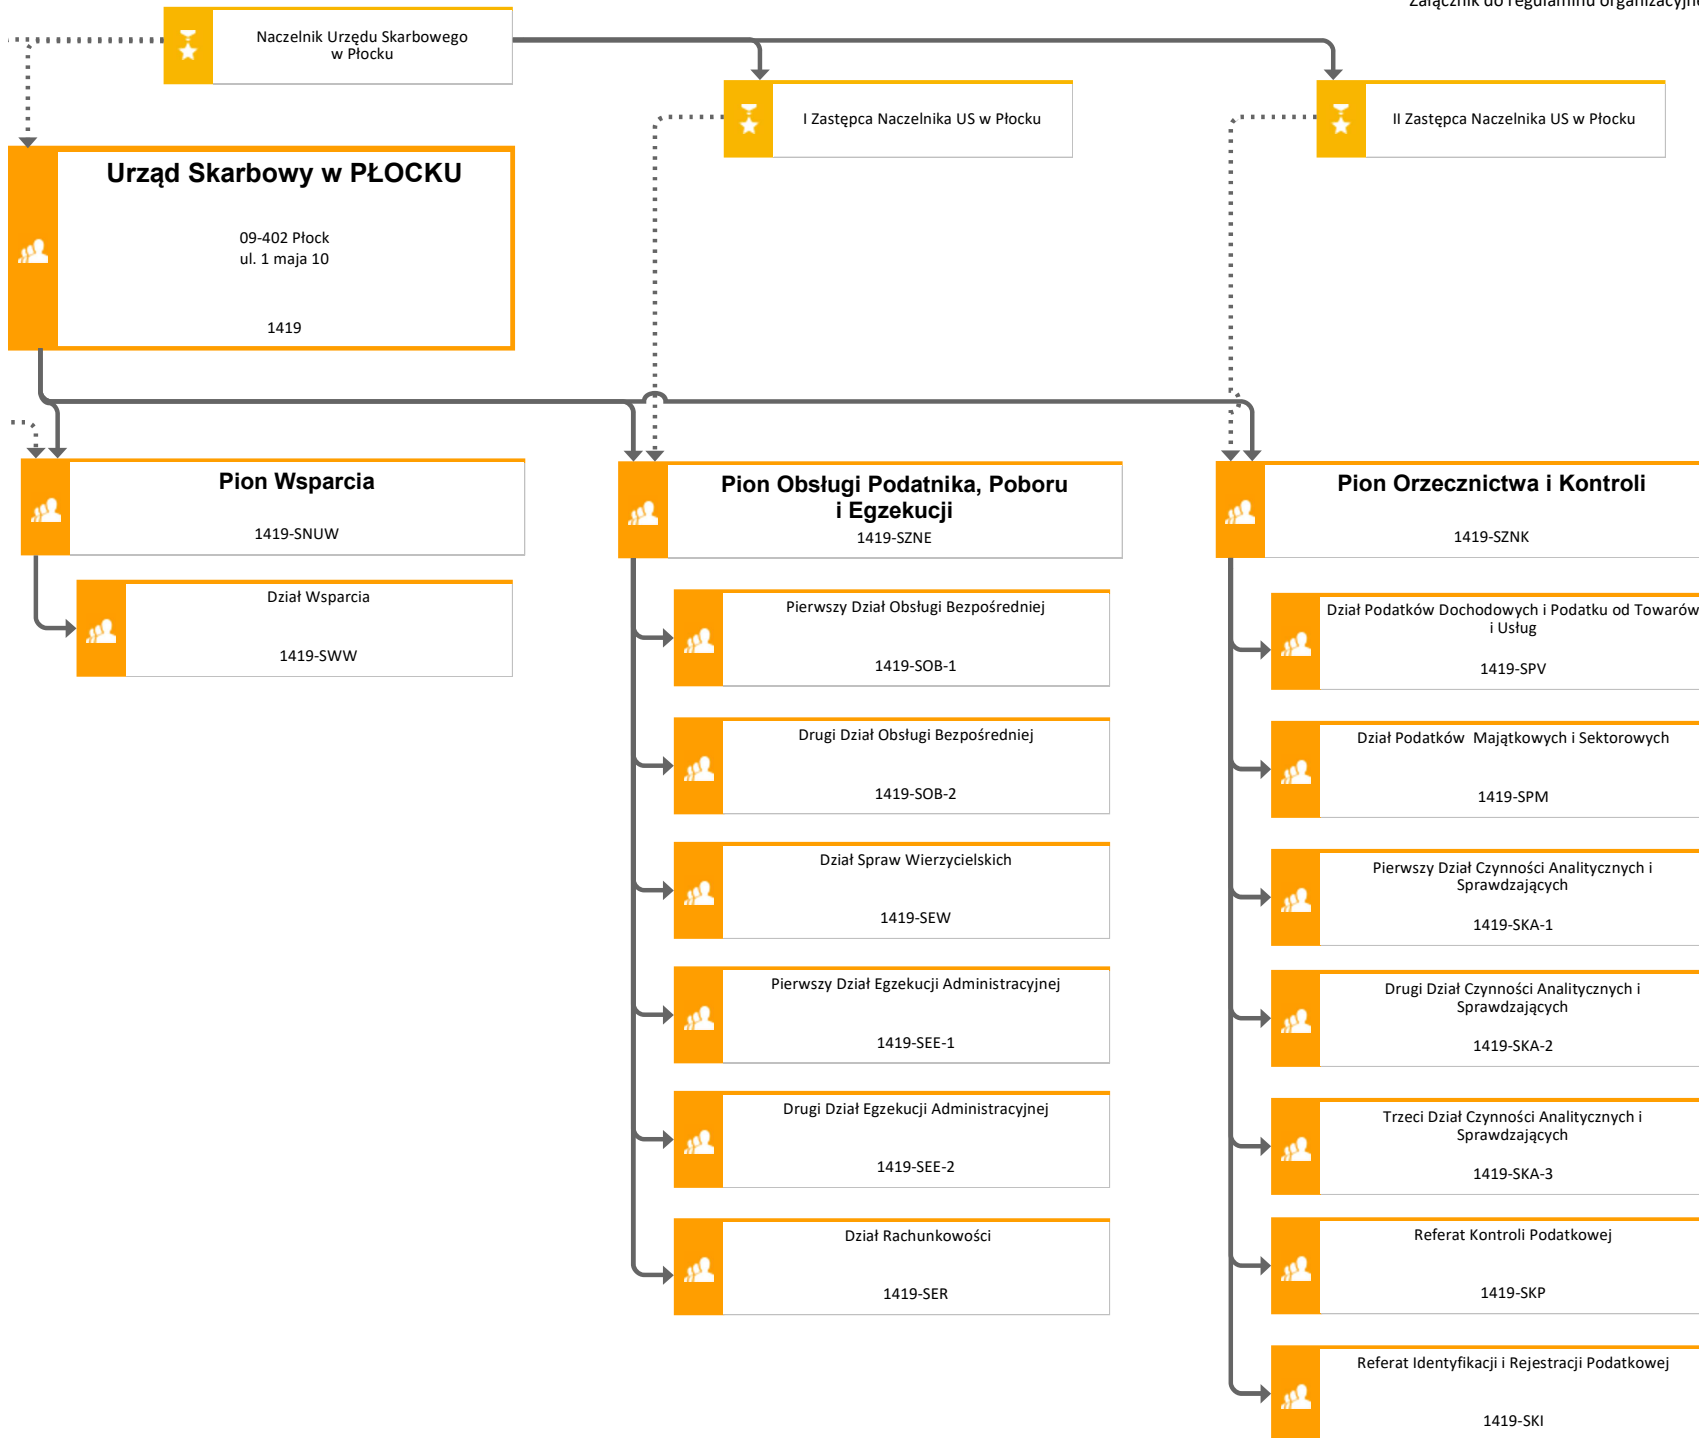 Załącznik do regulaminu
Naczelnik Urzędu Skarbowego
w Płocku
I Zastępca Naczelnika US w Płocku
II Zastępca Naczelnika US w Płocku
Urząd Skarbowy w PŁOCKU
09-402 Płock
ul. 1 maja 10
1419
Pion Wsparcia
1419-SNUW
Dział Wsparcia
1419-SWW
Pion Obsługi Podatnika, Poboru
i Egzekucji
1419-SZNE
Pierwszy Dział Obsługi Bezpośredniej
1419-SOB-1
Drugi Dział Obsługi Bezpośredniej
1419-SOB-2
Dział Spraw Wierzycielskich
1419-SEW
Pierwszy Dział Egzekucji Administracyjnej
1419-SEE-1
Drugi Dział Egzekucji Administracyjnej
1419-SEE-2
Dział Rachunkowości
1419-SER
Pion Orzecznictwa i Kontroli
1419-SZNK
Dział Podatków Dochodowych i Podatku od Towarów
i Usług
1419-SPV
Dział Podatków  Majątkowych i Sektorowych
1419-SPM
Pierwszy Dział Czynności Analitycznych i
Sprawdzających
1419-SKA-1
Drugi Dział Czynności Analitycznych i
Sprawdzających
1419-SKA-2
Trzeci Dział Czynności Analitycznych i
Sprawdzających
1419-SKA-3
Referat Kontroli Podatkowej
1419-SKP
Referat Identyfikacji i Rejestracji Podatkowej
1419-SKI